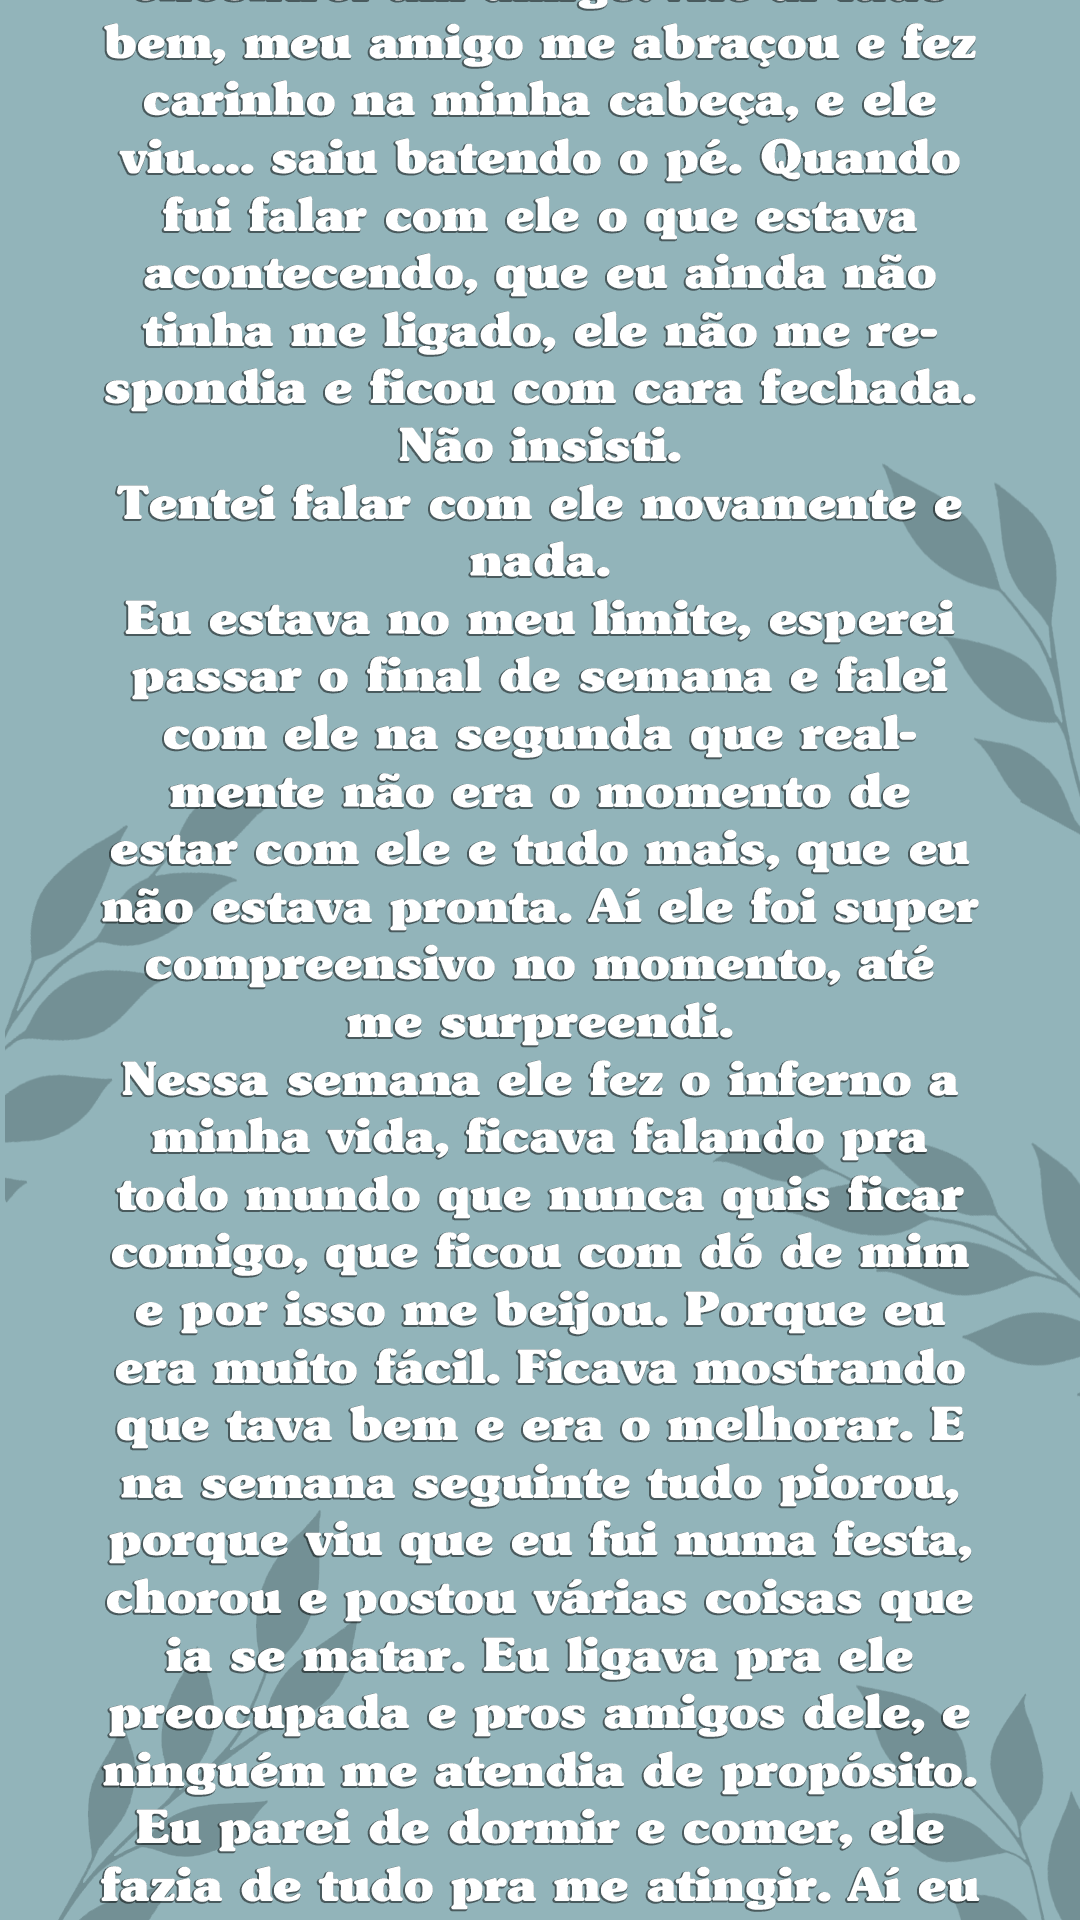 bem, meu amigo me abraçou e fez
carinho na minha cabeça, e ele
viu.... saiu batendo o pé. Quando
fui falar com ele o que estava
acontecendo, que eu ainda não
tinha me ligado, ele não me re-
spondia e ficou com cara fechada.
Não insisti.
Tentei falar com ele novamente e
nada.
Eu estava no meu limite, esperei
passar o final de semana e falei
com ele na segunda que real-
mente não era o momento de
estar com ele e tudo mais, que eu
não estava pronta. Aí ele foi super
compreensivo no momento, até
me surpreendi.
Nessa semana ele fez o inferno a
minha vida, ficava falando pra
todo mundo que nunca quis ficar
comigo, que ficou com dó de mim
e por isso me beijou. Porque eu
era muito fácil. Ficava mostrando
que tava bem e era o melhorar. E
na semana seguinte tudo piorou,
porque viu que eu fui numa festa,
chorou e postou várias coisas que
ia se matar. Eu ligava pra ele
preocupada e pros amigos dele, e
ninguém me atendia de propósito.
Eu parei de dormir e comer, ele
fazia de tudo pra me atingir. Aí eu